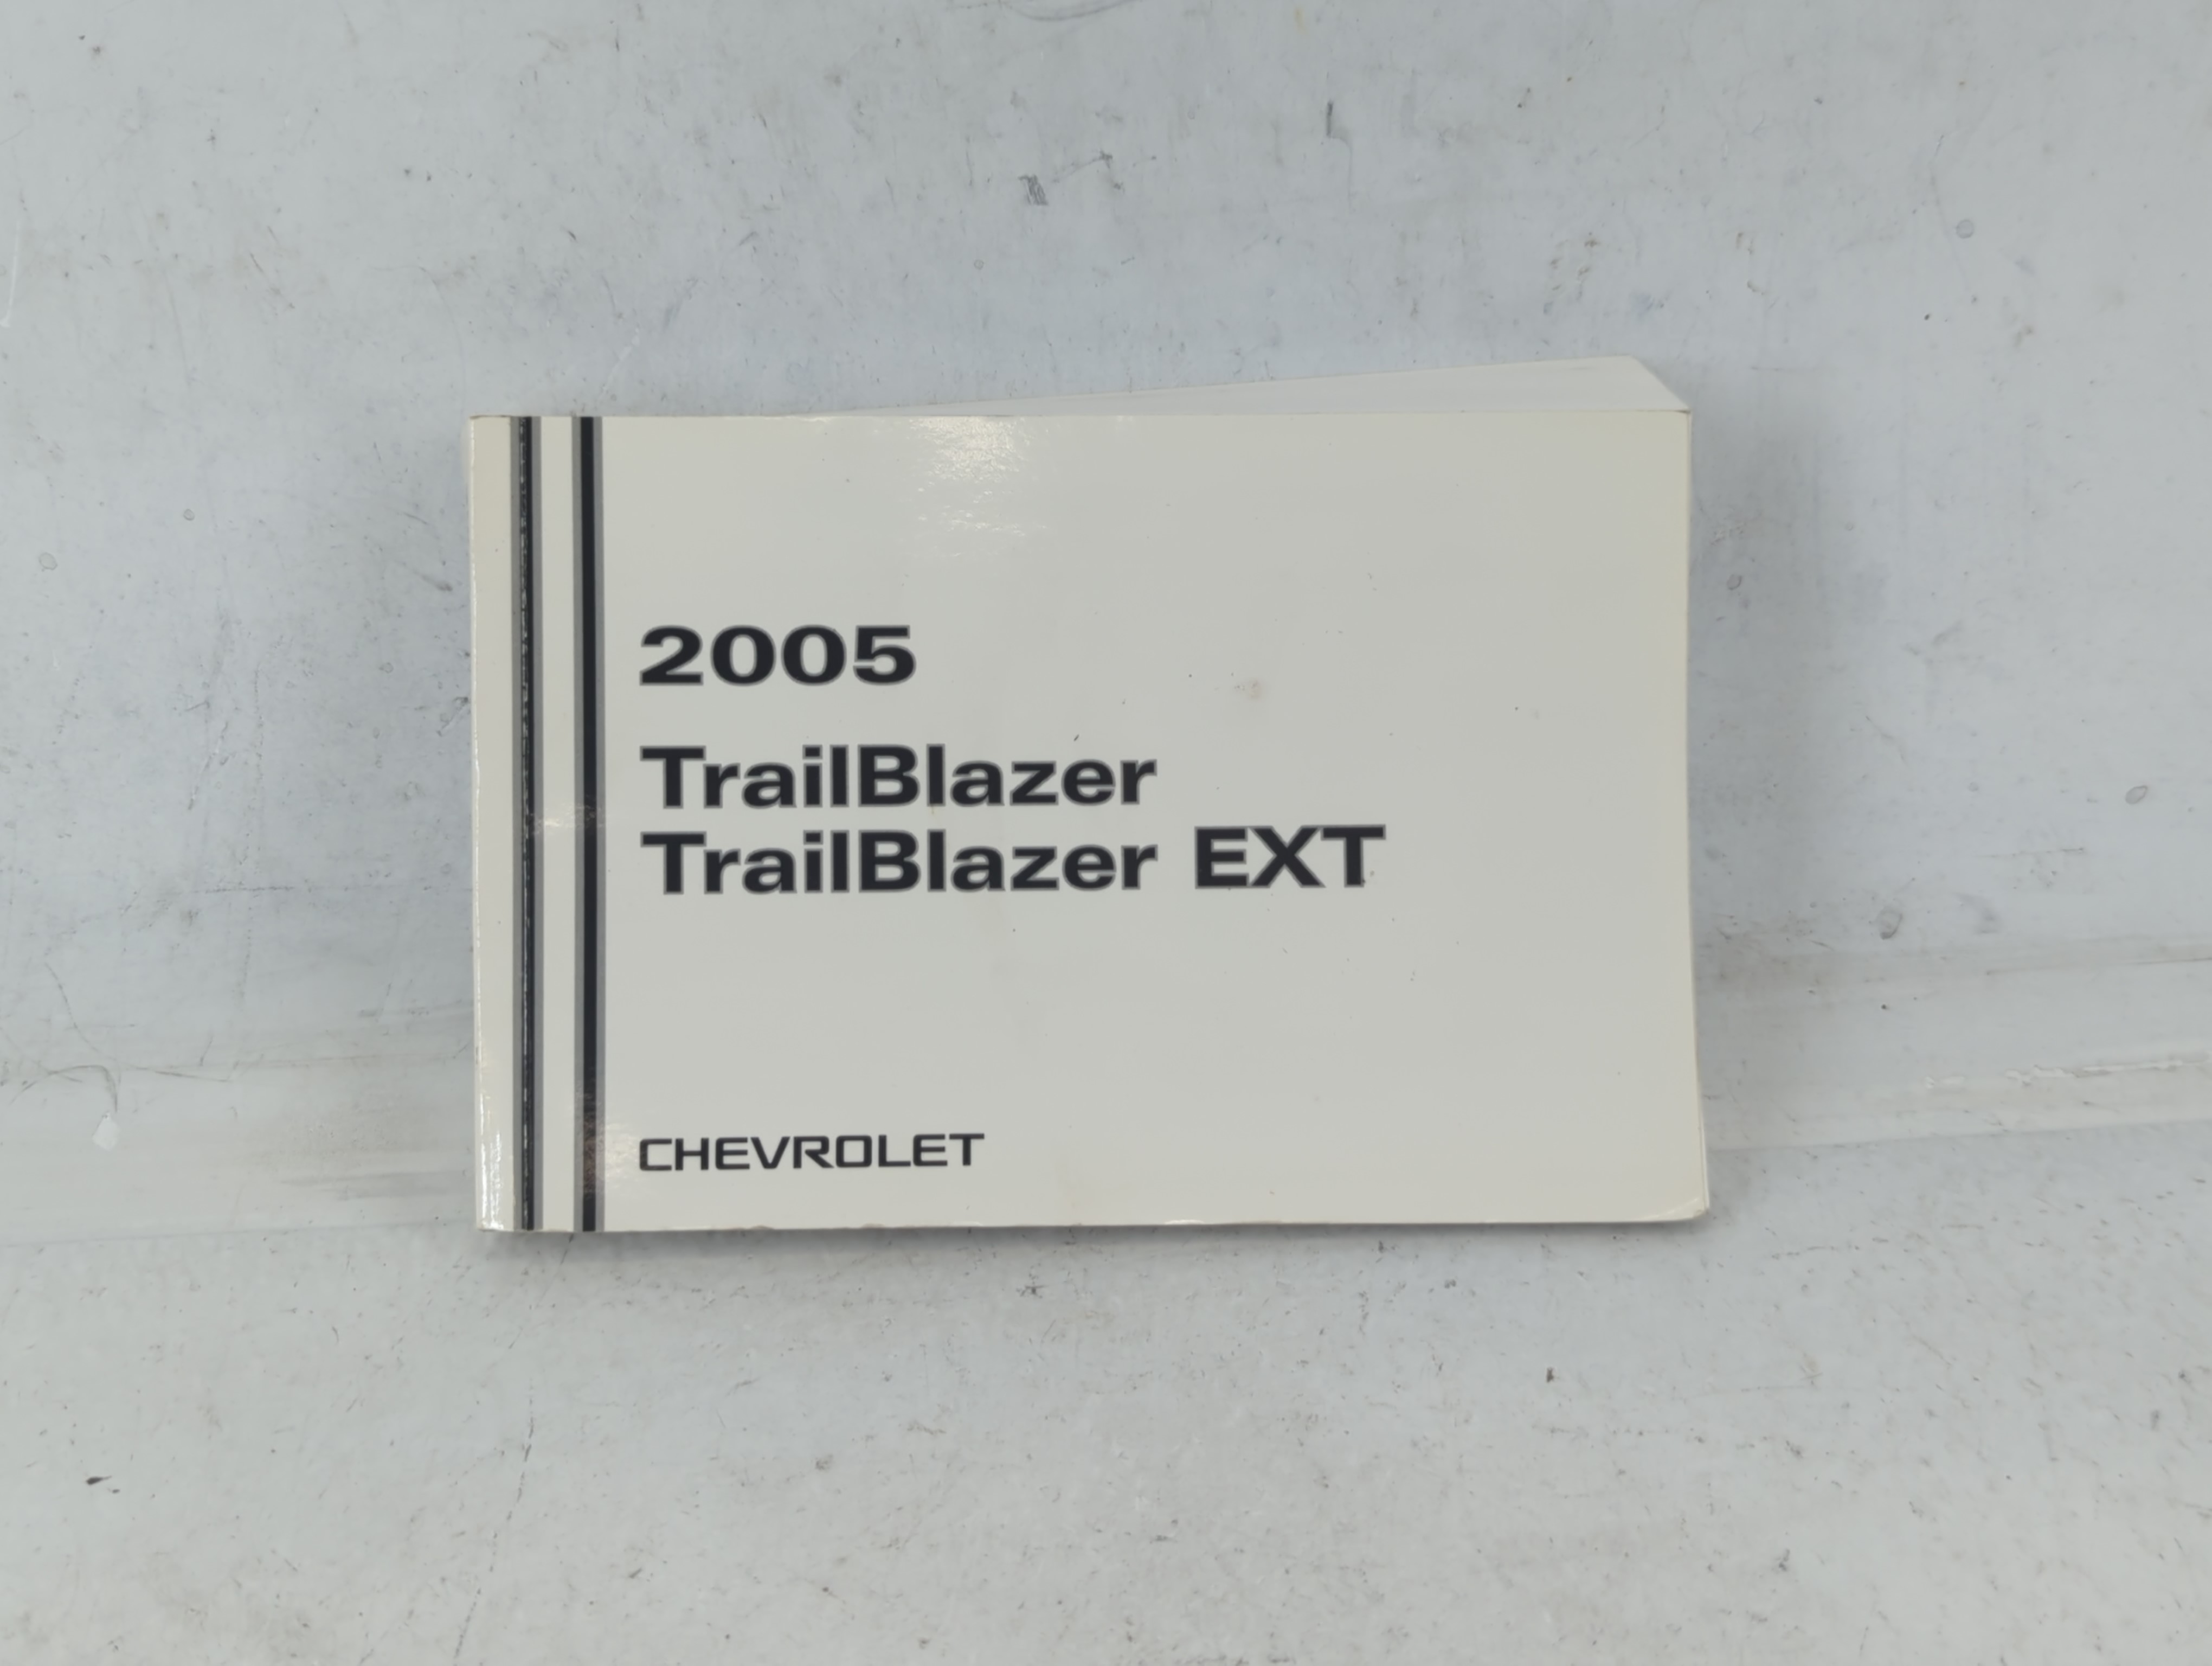 2005
TrailBlazer
TrailBlazer EXT
CHEVROLET